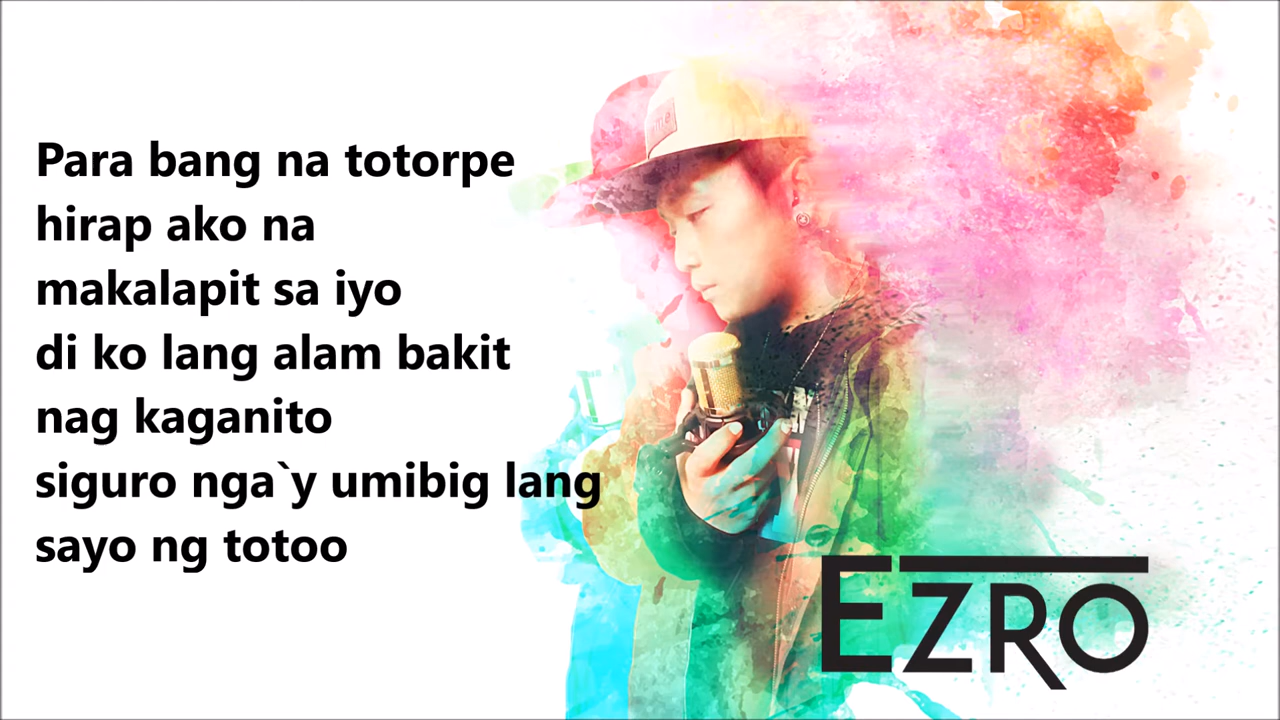 Para bang na totorpe
hirap ako na
makalapit sa iyo
di ko lang alam bakit
nag kaganito
siguro nga`y umibig lang
sayo ng totoo
EZRO